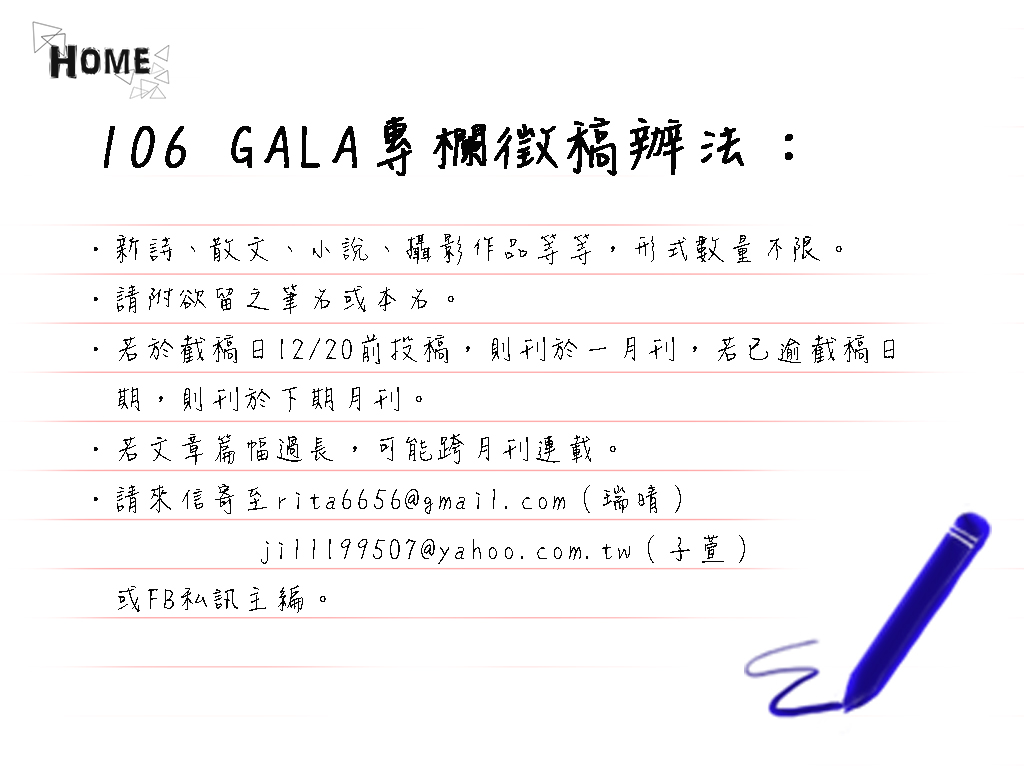 HOME
106 GALA專欄徵稿辦法：
·新詩、散文、小說、攝影作品等等，形式數量不限。
·請附欲留之筆名或本名。
·若於截稿日12/20前投稿，則刊於一月刊，若已逾截稿日
期，則刊於下期月刊。
·若文章篇幅過長，可能跨月刊連載。
·請來信寄至rita6656@gmail.com（瑞晴）
jill199507@yahoo.com.tw（子萱）
或FB私訊主編。